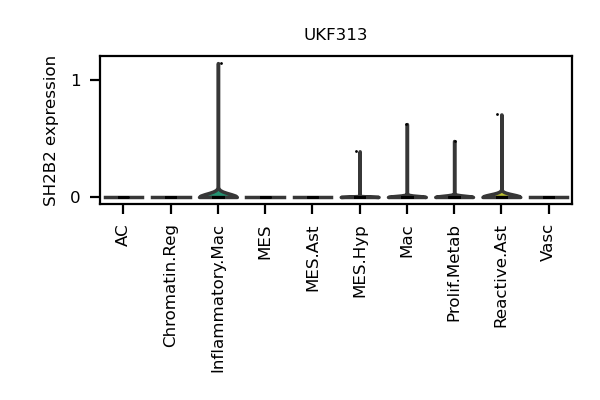 UKF313
SH2B2 expression
1
0
AC
Chromatin.Reg
Inflammatory.Mac
MES
MES.Ast
MES.Hyp
Mac
Prolif.Metab
Reactive.Ast
Vasc